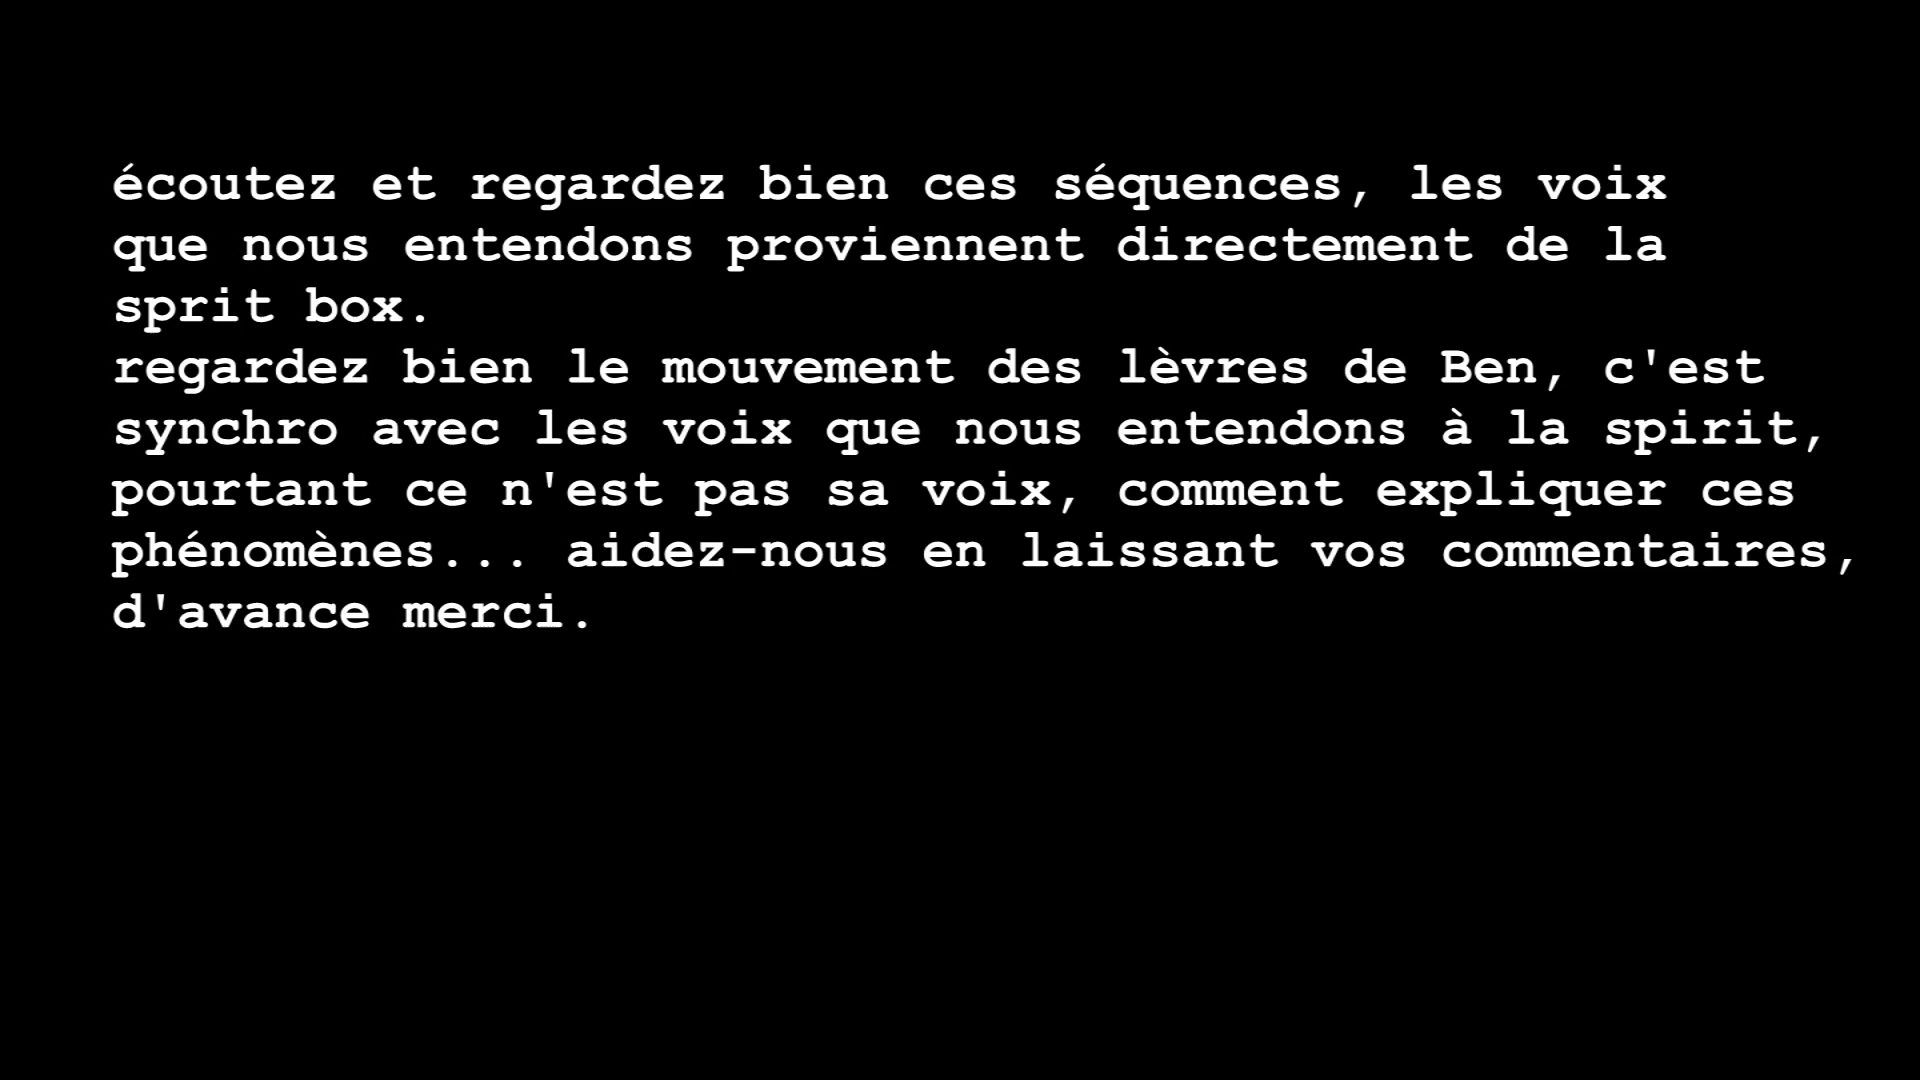 écoutez et regardez bien ces séquences, les voix
que nous entendons proviennent directement de la
sprit box.
regardez bien le mouvement des lèvres de Ben, c'est
synchro avec les voix que nous entendons à la spirit,
pourtant ce n'est pas sa voix, comment expliquer ces
phénomènes... aidez-nous en laissant vos commentaires,
d'avance merci.